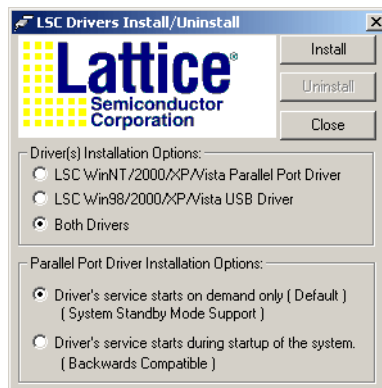 LSC Drivers Install/Uninstall
Lattice®
Semiconductor
Corporation
Install
Uninstall
Close
Driver(s) Installation Options:
LSC WinNT/2000/XP/Vista Parallel Port Driver
LSC Win98/2000/XP/Vista USB Driver
Both Drivers
Parallel Port Driver Installation Options:
Driver's service starts on demand only ( Default )
( System Standby Mode Support )
Driver's service starts during startup of the system.
( Backwards Compatible )